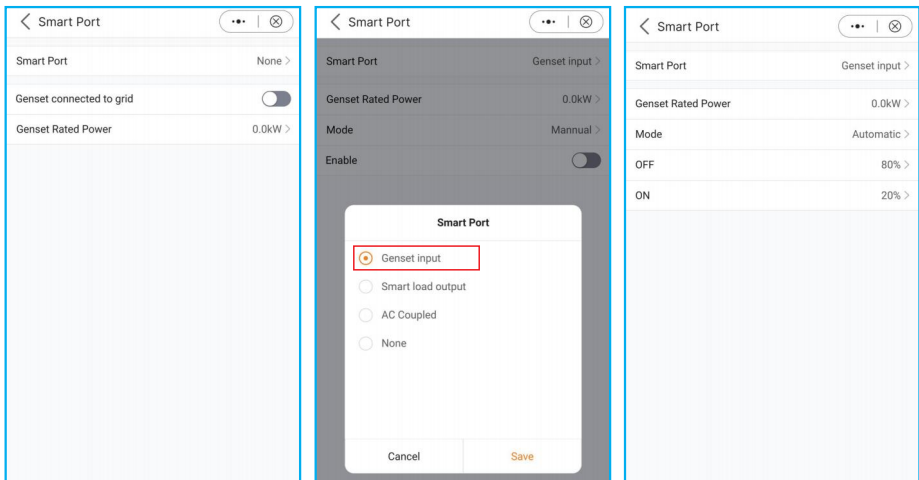 Smart Port
Smart Port None
Genset connected to grid
Genset Rated Power 0.0kW
Smart Port
Smart Port Genset input
Genset Rated Power 0.0kW
Mode Mannual
Enable
Smart Port
Genset input
Smart load output
AC Coupled
None
Cancel Save
Smart Port
Smart Port Genset input
Genset Rated Power 0.0kW
Mode Automatic
OFF 80%
ON 20%